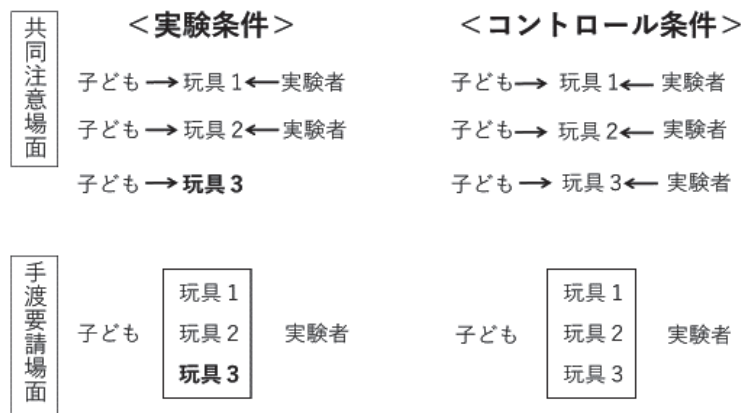 共同注意場面
＜実験条件＞
＜コントロール条件＞
子ども→玩具1←実験者
子ども→ 玩具1← 実験者
子ども→玩具2←実験者
子ども→ 玩具2← 実験者
子ども→玩具3
子ども→ 玩具3← 実験者
手渡要請場面
子ども
玩具1
玩具2
玩具3
実験者
子ども
玩具1
玩具2
玩具3
実験者